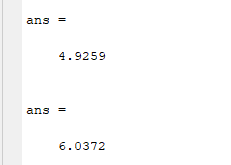 ans =
4.9259
ans =
6.0372